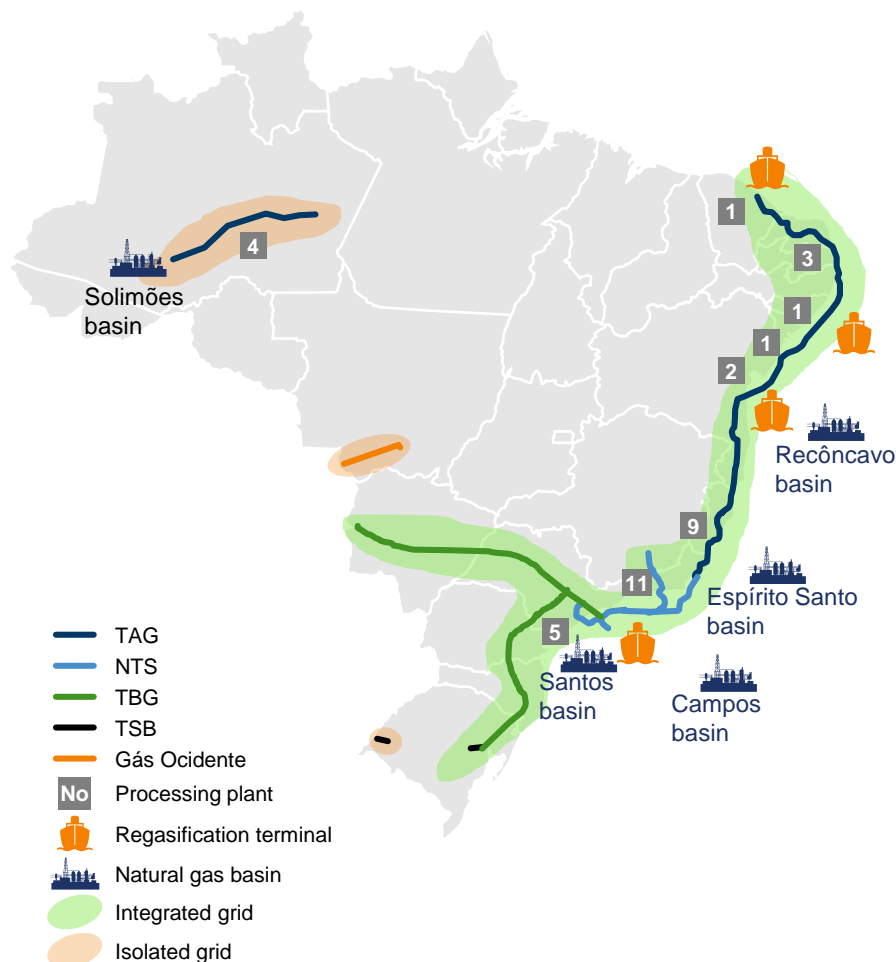 1
4
3
Solimões
basin
1
1
2
Recôncavo
basin
9
11
Espírito Santo
basin
5
Santos
basin
Campos
basin
TAG
NTS
TBG
TSB
Gás Ocidente
No Processing plant
Regasification terminal
Natural gas basin
Integrated grid
Isolated grid